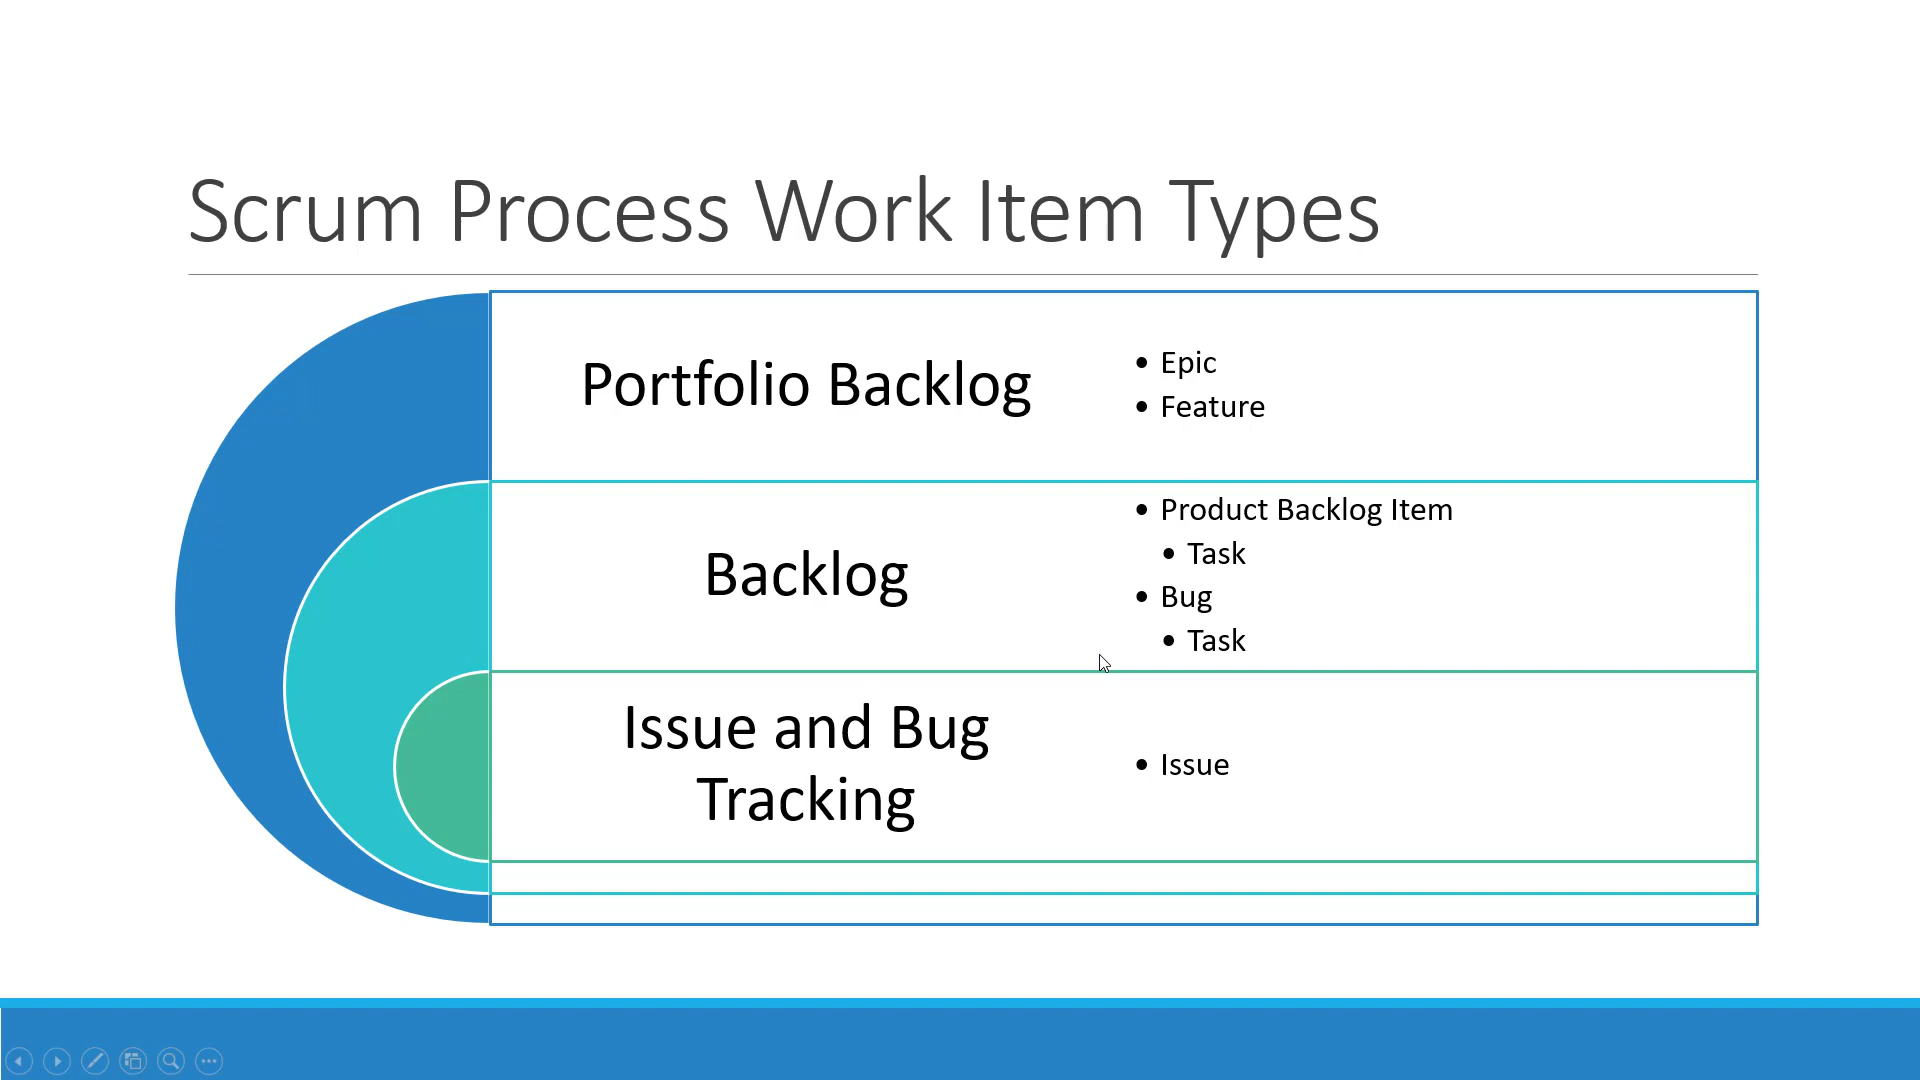 Scrum Process Work Item Types
Portfolio Backlog
• Epic
• Feature
Backlog
• Product Backlog Item
• Task
• Bug
• Task
Issue and Bug
Tracking
• Issue